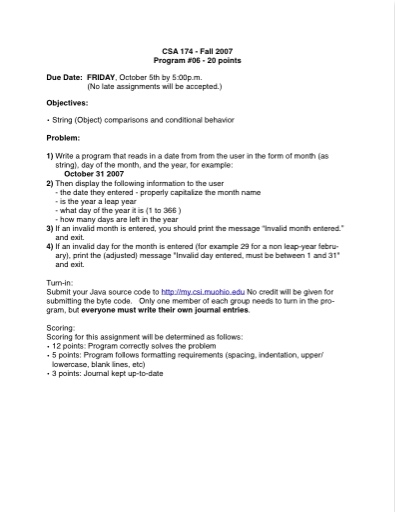 CSA 174 - Fall 2007
Program #06 - 20 points
Due Date: FRIDAY, October 5th by 5:00p.m.
(No late assignments will be accepted.)
Objectives:
• String (Object) comparisons and conditional behavior
Problem:
1) Write a program that reads in a date from from the user in the form of month (as
string), day of the month, and the year, for example:
October 31 2007
2) Then display the following information to the user
- the date they entered - properly capitalize the month name
- is the year a leap year
- what day of the year it is (1 to 366 )
- how many days are left in the year
3) If an invalid month is entered, you should print the message "Invalid month entered."
and exit.
4) If an invalid day for the month is entered (for example 29 for a non leap-year febru-
ary), print the (adjusted) message "Invalid day entered, must be between 1 and 31"
and exit.
Turn-in:
Submit your Java source code to http://my.csi.muohio.edu No credit will be given for
submitting the byte code. Only one member of each group needs to turn in the pro-
gram, but everyone must write their own journal entries.
Scoring:
Scoring for this assignment will be determined as follows:
• 12 points: Program correctly solves the problem
• 5 points: Program follows formatting requirements (spacing, indentation, upper/
lowercase, blank lines, etc)
• 3 points: Journal kept up-to-date